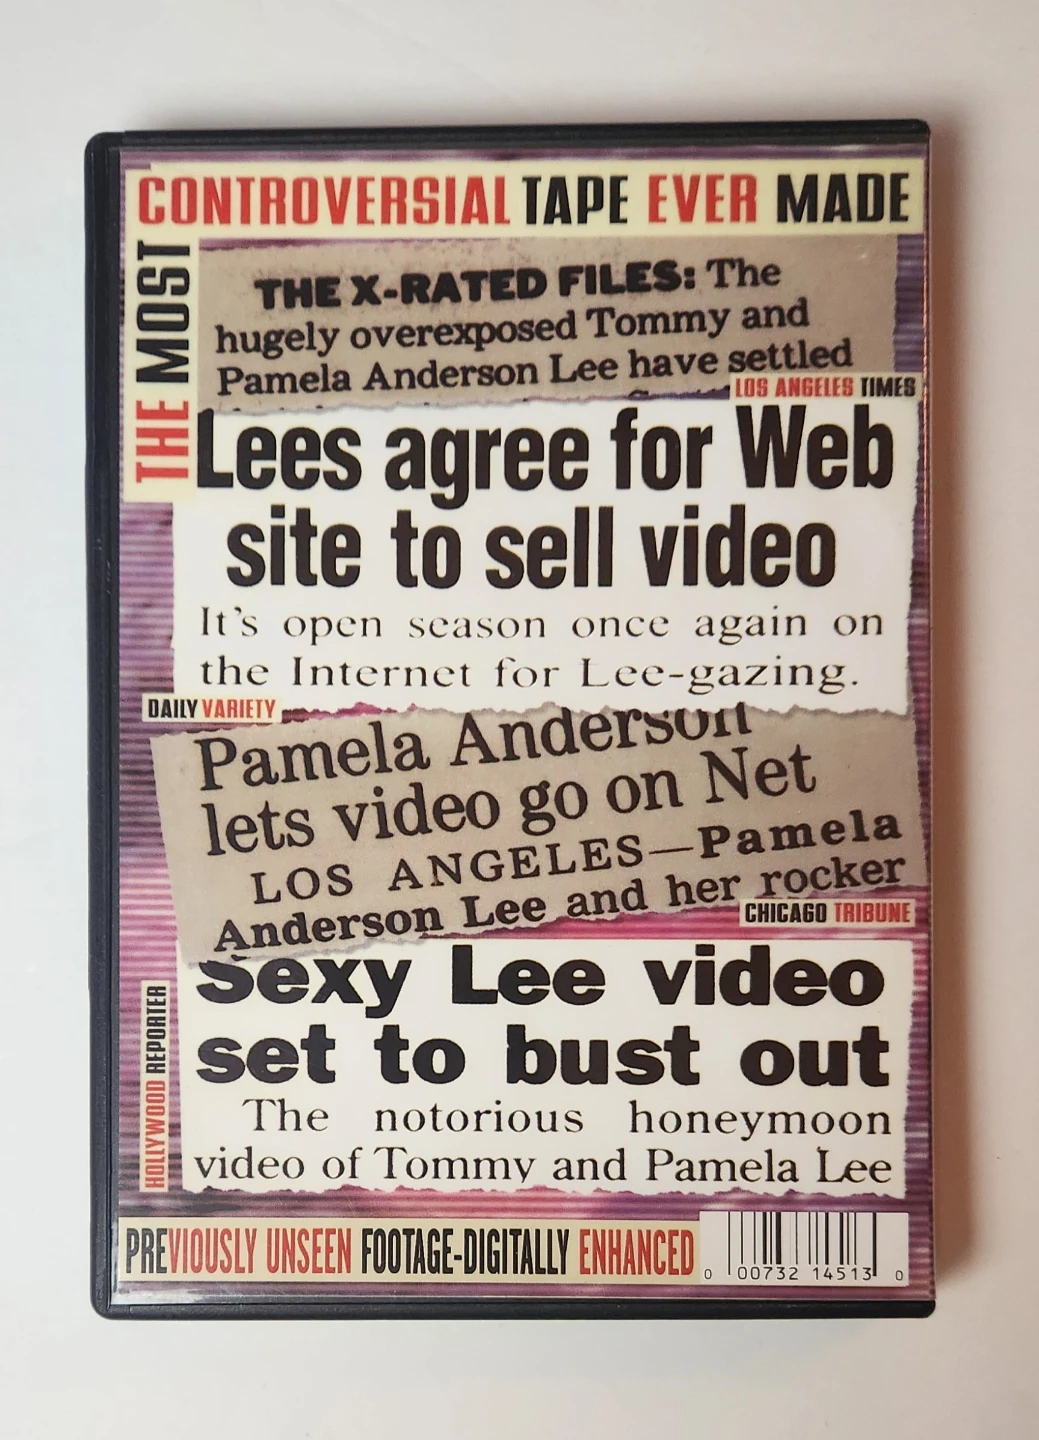 THE MOST
CONTROVERSIAL TAPE EVER MADE
THE X-RATED FILES: The
hugely overexposed Tommy and
Pamela Anderson Lee have settled
LOS ANGELES TIMES
Lees agree for Web
site to sell video
It's open season once again on
the Internet for Lee-gazing.
DAILY VARIETY
Pamela Anderson
lets video go on Net
LOS ANGELES—Pamela
Anderson Lee and her rocker
CHICAGO TRIBUNE
Sexy Lee video
set to bust out
The notorious honeymoon
video of Tommy and Pamela Lee
HOLLYWOOD REPORTER
PREVIOUSLY UNSEEN FOOTAGE-DIGITALLY ENHANCED
0 00732 14513 0